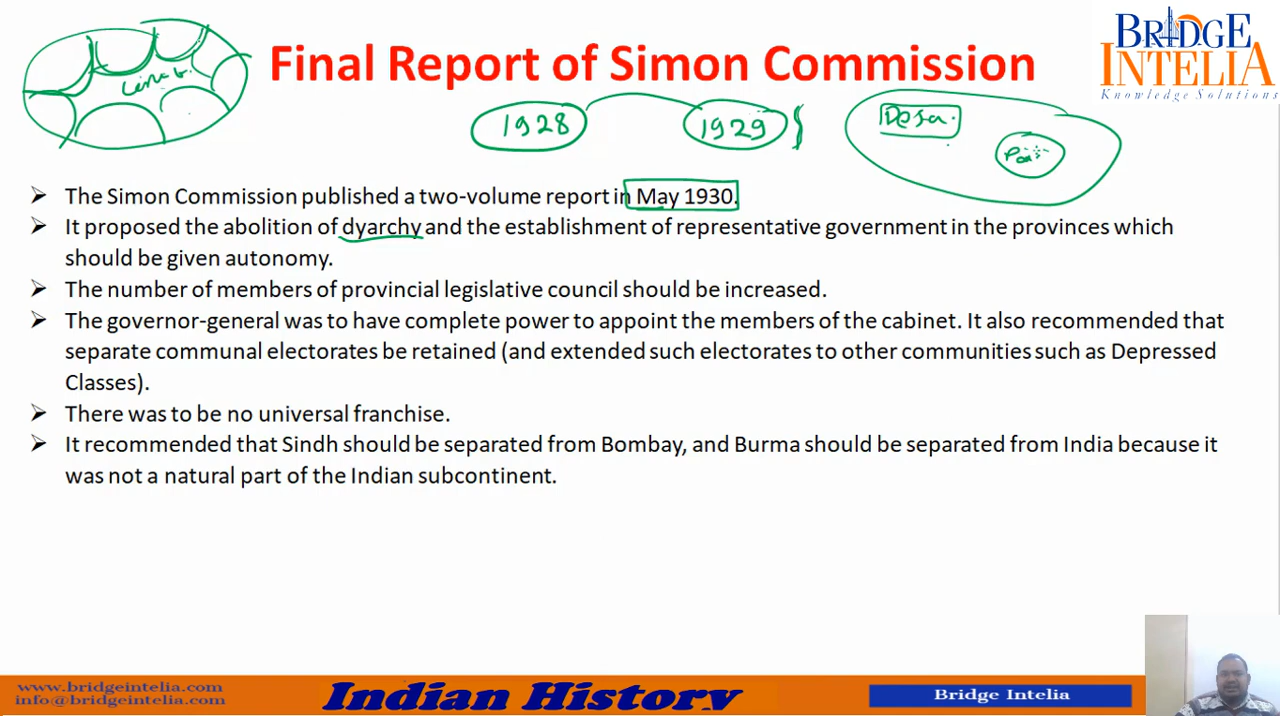 BRIDGE
INTELIA
Knowledge Solutions
Final Report of Simon Commission
1928
1929
➢ The Simon Commission published a two-volume report in May 1930.
➢ It proposed the abolition of dyarchy and the establishment of representative government in the provinces which
should be given autonomy.
➢ The number of members of provincial legislative council should be increased.
➢ The governor-general was to have complete power to appoint the members of the cabinet. It also recommended that
separate communal electorates be retained (and extended such electorates to other communities such as Depressed
Classes).
➢ There was to be no universal franchise.
➢ It recommended that Sindh should be separated from Bombay, and Burma should be separated from India because it
was not a natural part of the Indian subcontinent.
www.bridgeintelia.com
info@bridgeintelia.com
Indian History
Bridge Intelia